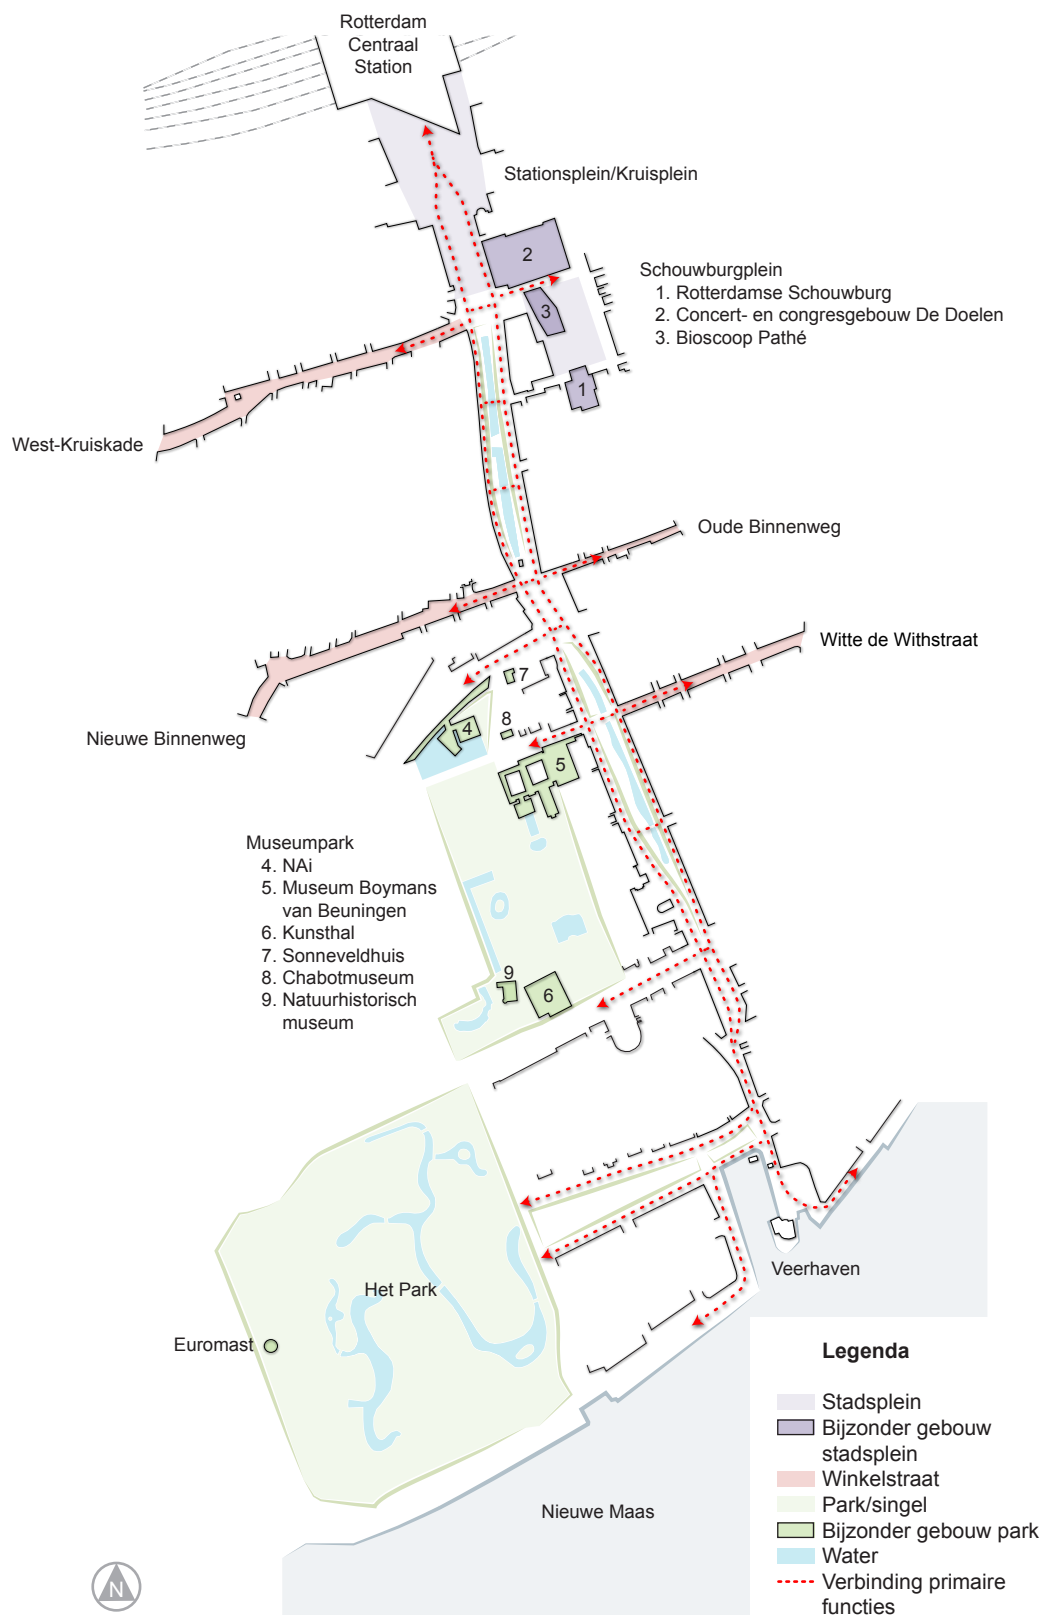 Rotterdam
Centraal
Station
Stationsplein/Kruisplein
2
Schouwburgplein
1. Rotterdamse Schouwburg
2. Concert- en congresgebouw De Doelen
3. Bioscoop Pathé
3
1
West-Kruiskade
Oude Binnenweg
Witte de Withstraat
7
8
4
Nieuwe Binnenweg
5
Museumpark
4. NAi
5. Museum Boymans
van Beuningen
6. Kunsthal
7. Sonneveldhuis
8. Chabotmuseum
9. Natuurhistorisch
museum
9
6
Veerhaven
Het Park
Euromast
Nieuwe Maas
Legenda
Stadsplein
Bijzonder gebouw
stadsplein
Winkelstraat
Park/singel
Bijzonder gebouw park
Water
Verbinding primaire
functies
N